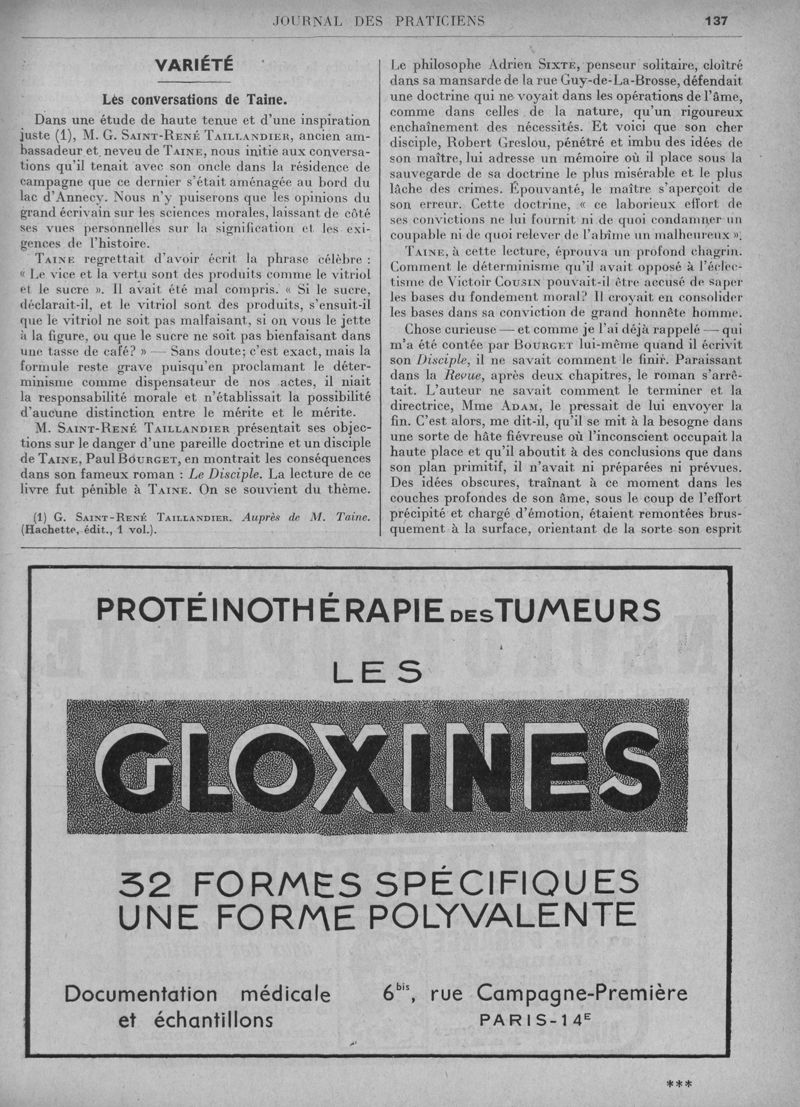 JOURNAL DES PRATICIENS 137
VARIÉTÉ
Les conversations de Taine.
Dans une étude de haute tenue et d'une inspiration
juste (1), M. G. SAINT-RENÉ TAILLANDIER, ancien am-
bassadeur et neveu de TAINE, nous initie aux conversa-
tions qu'il tenait avec son oncle dans la résidence de
campagne que ce dernier s'était aménagée au bord du
lac d'Annecy. Nous n'y puiserons que les opinions du
grand écrivain sur les sciences morales, laissant de côté
ses vues personnelles sur la signification et les exi-
gences de l'histoire.
TAINE regrettait d'avoir écrit la phrase célèbre :
« Le vice et la vertu sont des produits comme le vitriol
et le sucre ». Il avait été mal compris. « Si le sucre,
déclarait-il, et le vitriol sont des produits, s'ensuit-il
que le vitriol ne soit pas malfaisant, si on vous le jette
à la figure, ou que le sucre ne soit pas bienfaisant dans
une tasse de café? » — Sans doute; c'est exact, mais la
formule reste grave puisqu'en proclamant le déter-
minisme comme dispensateur de nos actes, il niait
la responsabilité morale et n'établissait la possibilité
d'aucune distinction entre le mérite et le mérite.
M. SAINT-RENÉ TAILLANDIER présentait ses objec-
tions sur le danger d'une pareille doctrine et un disciple
de TAINE, Paul BOURGET, en montrait les conséquences
dans son fameux roman : Le Disciple. La lecture de ce
livre fut pénible à TAINE. On se souvient du thème.
(1) G. SAINT-RENÉ TAILLANDIER. Auprès de M. Taine.
(Hachette, édit., 1 vol.).
Le philosophe Adrien SIXTE, penseur solitaire, cloîtré
dans sa mansarde de la rue Guy-de-La-Brosse, défendait
une doctrine qui ne voyait dans les opérations de l'âme,
comme dans celles de la nature, qu'un rigoureux
enchaînement des nécessités. Et voici que son cher
disciple, Robert Greslou, pénétré et imbu des idées de
son maître, lui adresse un mémoire où il place sous la
sauvegarde de sa doctrine le plus misérable et le plus
lâche des crimes. Épouvanté, le maître s'aperçoit de
son erreur. Cette doctrine, « ce laborieux effort de
ses convictions ne lui fournit ni de quoi condamner un
coupable ni de quoi relever de l'abîme un malheureux ».
TAINE, à cette lecture, éprouva un profond chagrin.
Comment le déterminisme qu'il avait opposé à l'éclec-
tisme de Victoir COUSIN pouvait-il être accusé de saper
les bases du fondement moral? Il croyait en consolider
les bases dans sa conviction de grand honnête homme.
Chose curieuse — et comme je l'ai déjà rappelé — qui
m'a été contée par BOURGET lui-même quand il écrivit
son Disciple, il ne savait comment le finir. Paraissant
dans la Revue, après deux chapitres, le roman s'arrê-
tait. L'auteur ne savait comment le terminer et la
directrice, Mme ADAM, le pressait de lui envoyer la
fin. C'est alors, me dit-il, qu'il se mit à la besogne dans
une sorte de hâte fiévreuse où l'inconscient occupait la
haute place et qu'il aboutit à des conclusions que dans
son plan primitif, il n'avait ni préparées ni prévues.
Des idées obscures, traînant à ce moment dans les
couches profondes de son âme, sous le coup de l'effort
précipité et chargé d'émotion, étaient remontées brus-
quement à la surface, orientant de la sorte son esprit
PROTÉINOTHÉRAPIE DES TUMEURS
LES
GLOXINES
32 FORMES SPÉCIFIQUES
UNE FORME POLYVALENTE
Documentation médicale
et échantillons
6bis, rue Campagne-Première
PARIS-14E
***